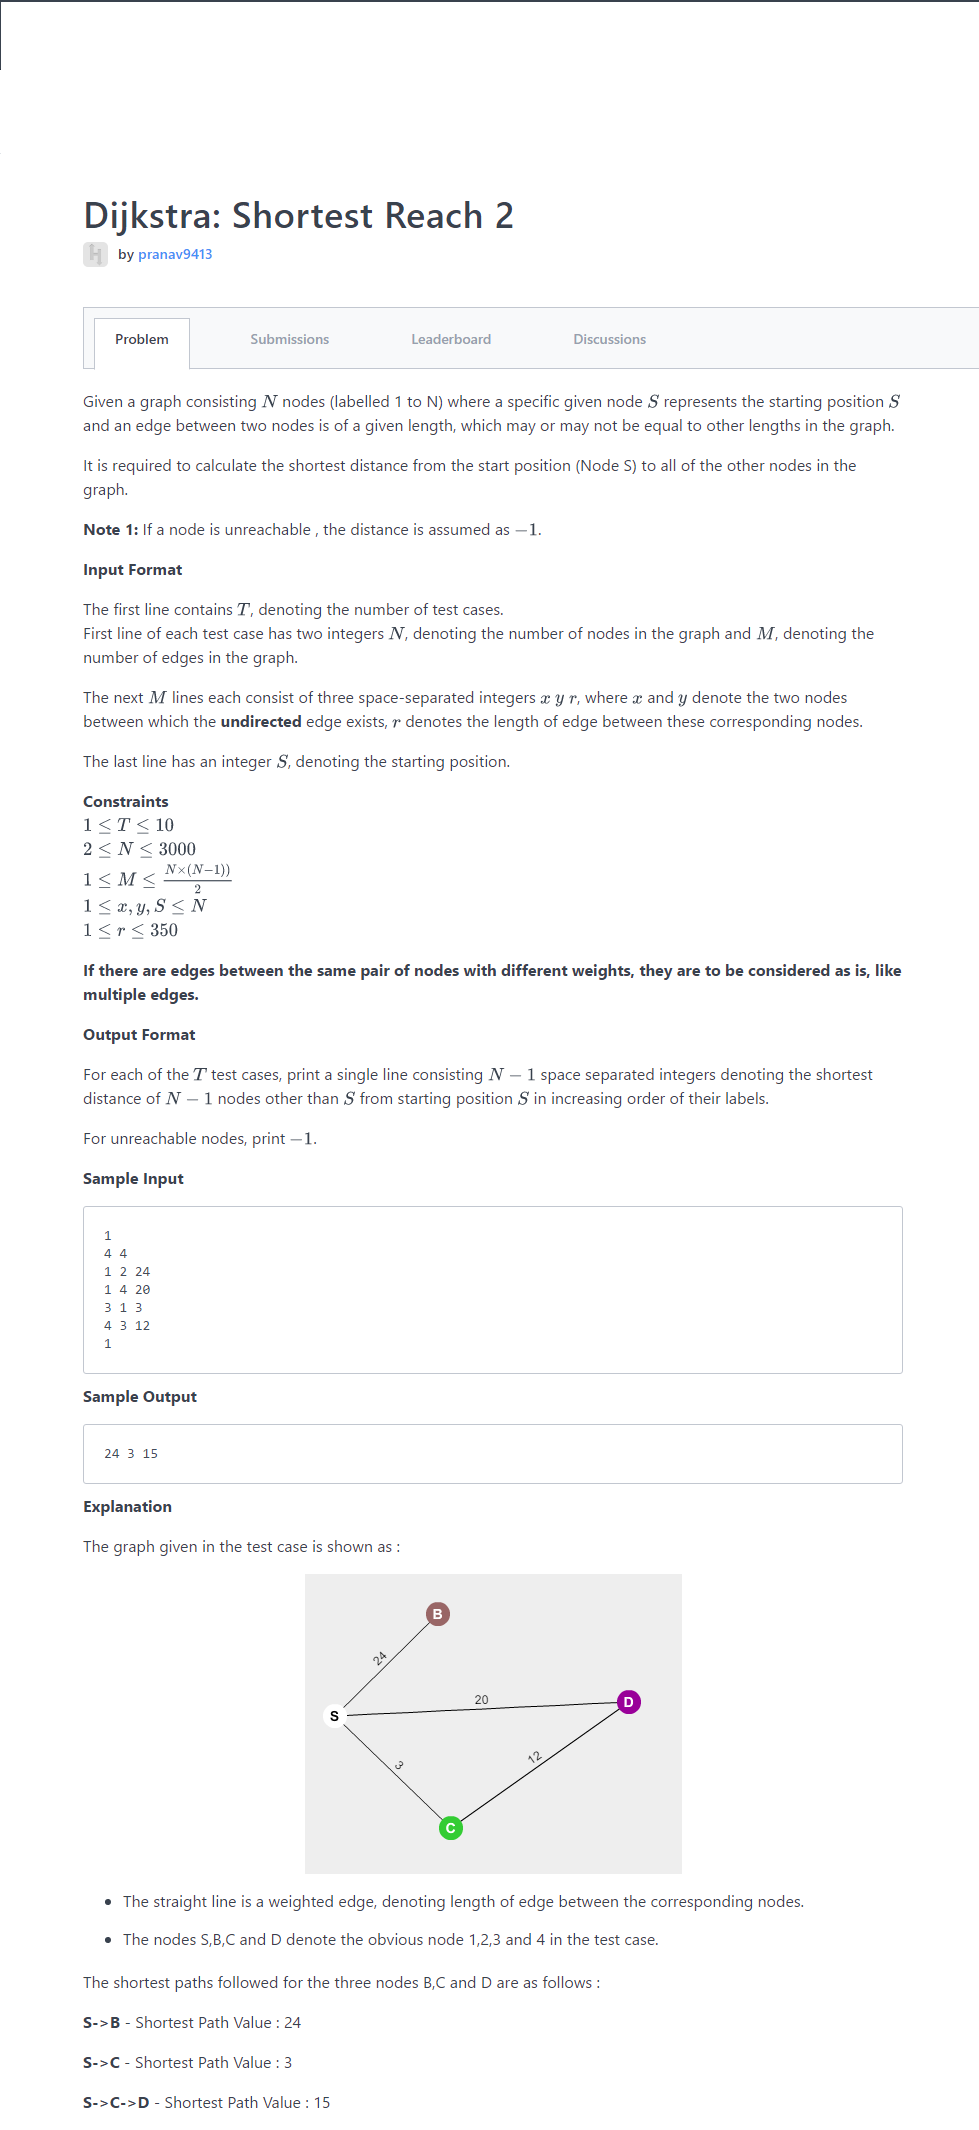 Dijkstra: Shortest Reach 2
H by pranav9413
Problem Submissions Leaderboard Discussions
Given a graph consisting N nodes (labelled 1 to N) where a specific given node S represents the starting position S
and an edge between two nodes is of a given length, which may or may not be equal to other lengths in the graph.
It is required to calculate the shortest distance from the start position (Node S) to all of the other nodes in the
graph.
Note 1: If a node is unreachable , the distance is assumed as −1.
Input Format
The first line contains T, denoting the number of test cases.
First line of each test case has two integers N, denoting the number of nodes in the graph and M, denoting the
number of edges in the graph.
The next M lines each consist of three space-separated integers x y r, where x and y denote the two nodes
between which the undirected edge exists, r denotes the length of edge between these corresponding nodes.
The last line has an integer S, denoting the starting position.
Constraints
1 ≤ T ≤ 10
2 ≤ N ≤ 3000
1 ≤ M ≤ N×(N−1))/2
1 ≤ x, y, S ≤ N
1 ≤ r ≤ 350
If there are edges between the same pair of nodes with different weights, they are to be considered as is, like
multiple edges.
Output Format
For each of the T test cases, print a single line consisting N − 1 space separated integers denoting the shortest
distance of N − 1 nodes other than S from starting position S in increasing order of their labels.
For unreachable nodes, print −1.
Sample Input
1
4 4
1 2 24
1 4 20
3 1 3
4 3 12
1
Sample Output
24 3 15
Explanation
The graph given in the test case is shown as :
B
24
20
D
S
12
3
C
• The straight line is a weighted edge, denoting length of edge between the corresponding nodes.
• The nodes S,B,C and D denote the obvious node 1,2,3 and 4 in the test case.
The shortest paths followed for the three nodes B,C and D are as follows :
S->B - Shortest Path Value : 24
S->C - Shortest Path Value : 3
S->C->D - Shortest Path Value : 15